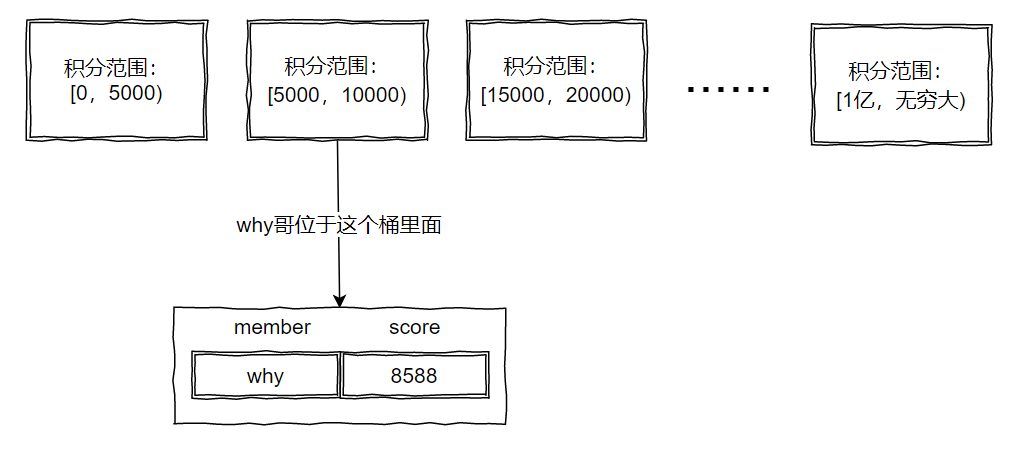 积分范围：
[0，5000)
积分范围：
[5000，10000)
积分范围：
[15000，20000)
......
积分范围：
[1亿，无穷大)
why哥位于这个桶里面
member score
why 8588